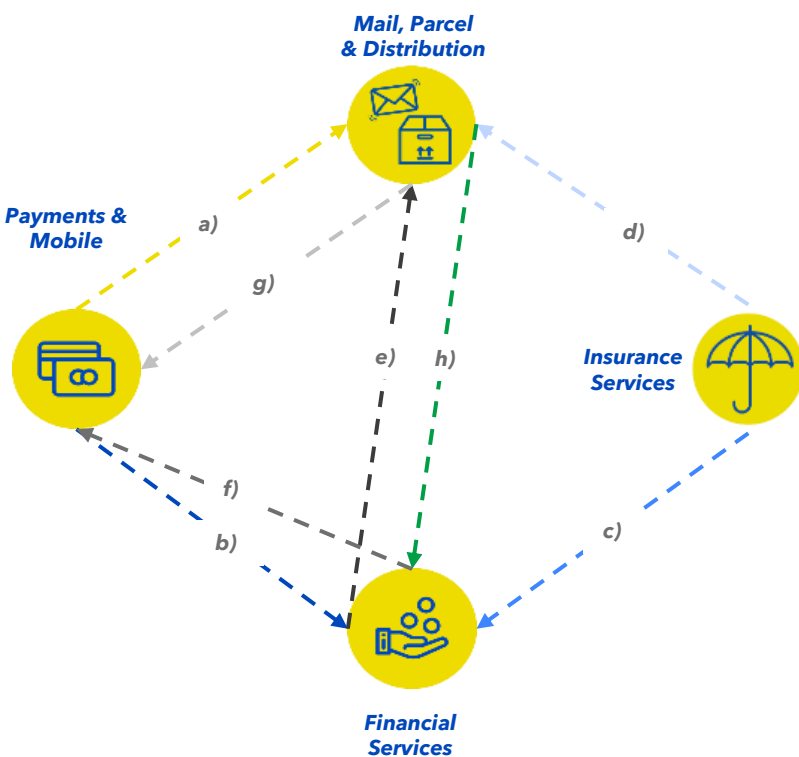 Mail, Parcel
& Distribution
Payments &
Mobile
a)
d)
g)
e)
h)
Insurance
Services
f)
b)
c)
Financial
Services